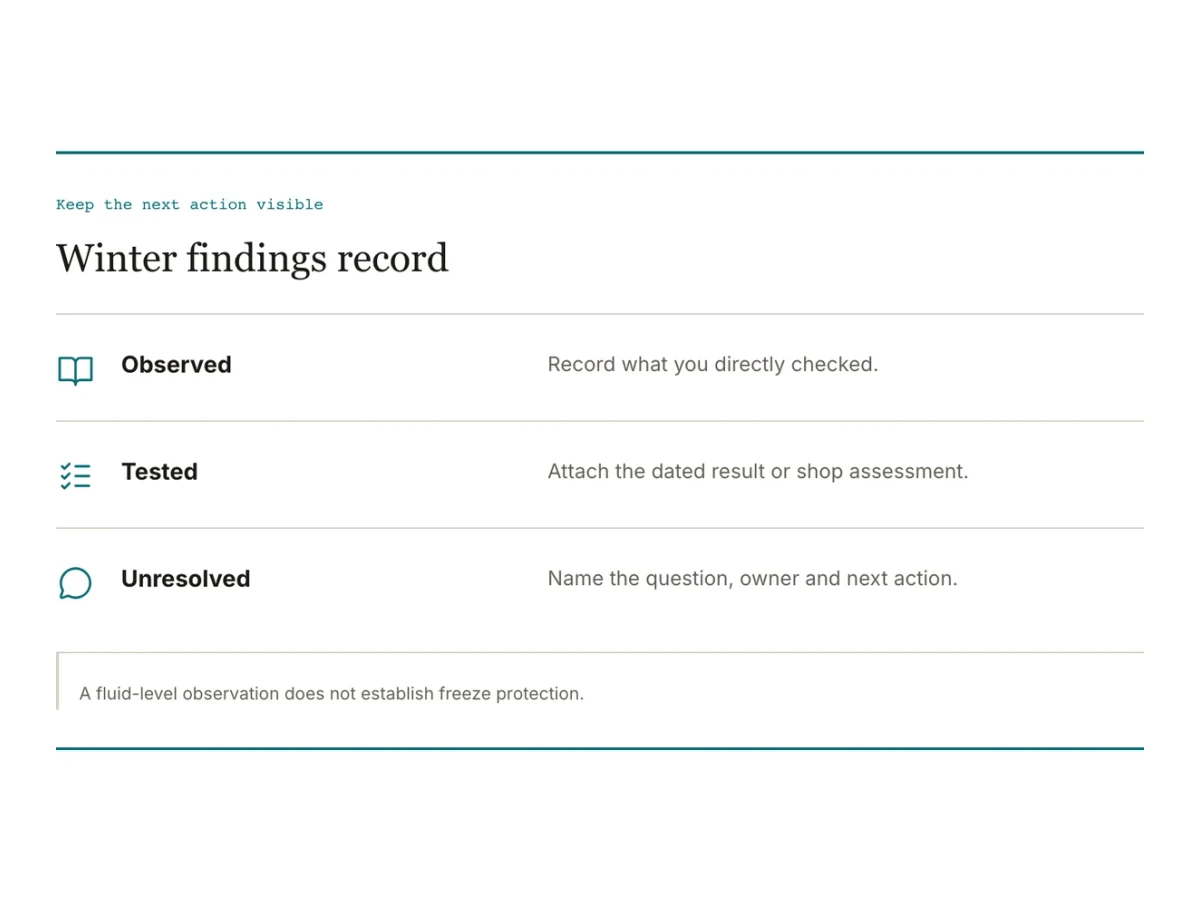 Keep the next action visible
Winter findings record
Observed
Record what you directly checked.
Tested
Attach the dated result or shop assessment.
Unresolved
Name the question, owner and next action.
A fluid-level observation does not establish freeze protection.